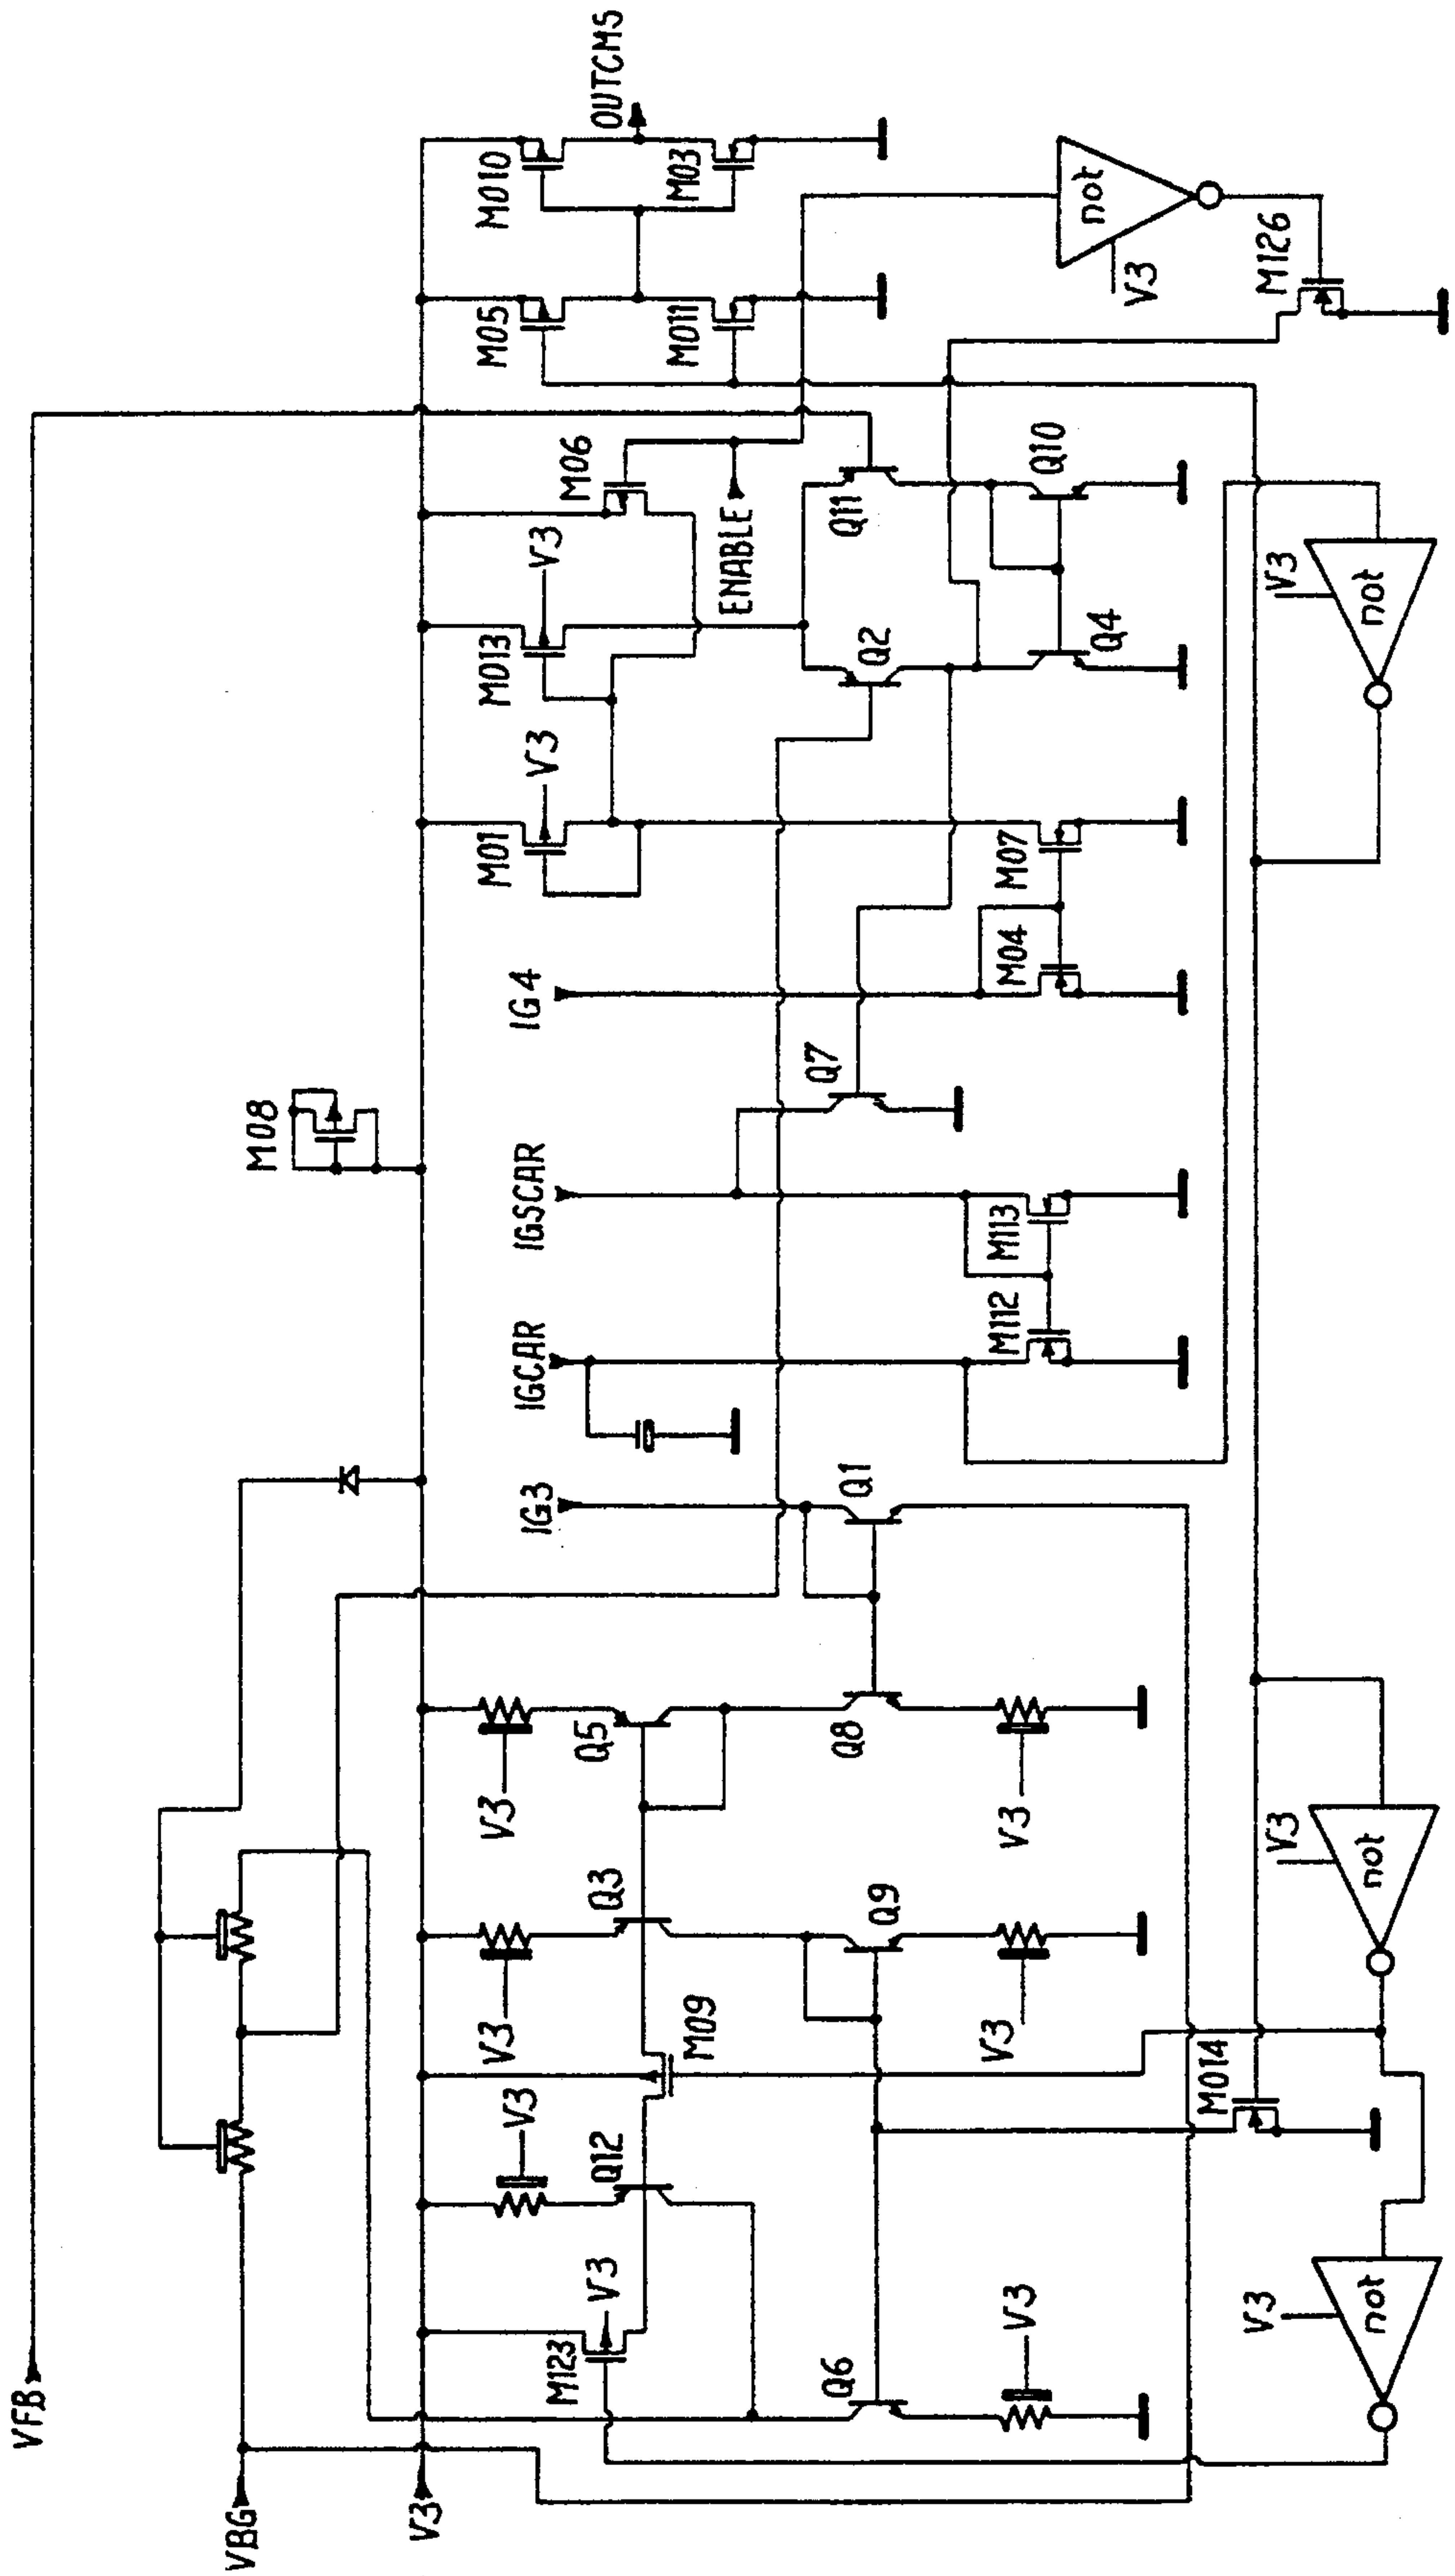 VFB
VBG
V3
M08
M123
V3
Q12
V3
M09
V3
Q3
V3
Q5
IG3
IGCAR
IGSCAR
IG4
M01
V3
M013
V3
M06
ENABLE
M05
M011
M010
M03
OUTCMS
Q6
V3
Q9
V3
Q8
V3
Q1
M112
M113
Q7
M04
M07
Q2
Q4
Q11
Q10
V3
not
M126
M014
V3
not
V3
not
V3
not